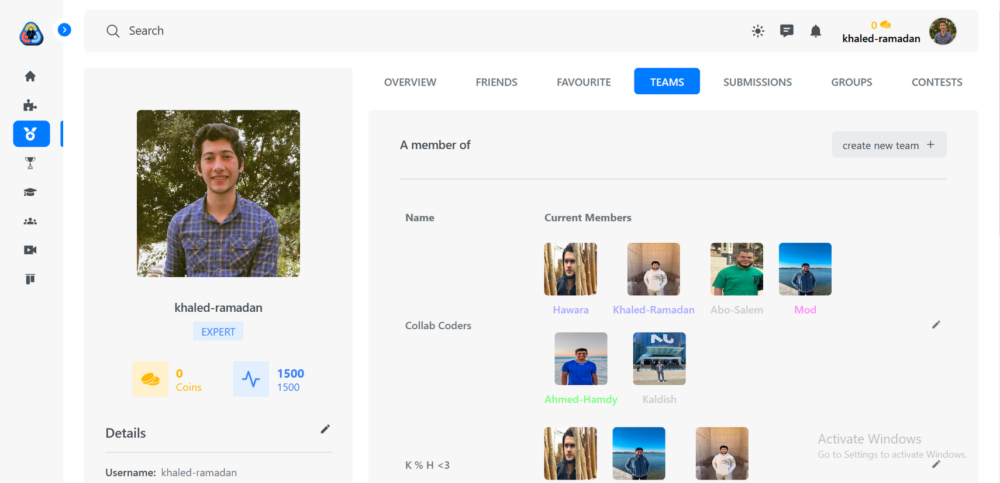 Search
0
khaled-ramadan
OVERVIEW FRIENDS FAVOURITE TEAMS SUBMISSIONS GROUPS CONTESTS
khaled-ramadan
EXPERT
0
Coins
1500
1500
Details
Username: khaled-ramadan
A member of
create new team +
Name Current Members
Collab Coders
Hawara Khaled-Ramadan Abo-Salem Mod
Ahmed-Hamdy Kaldish
K % H <3
Activate Windows
Go to Settings to activate Windows.